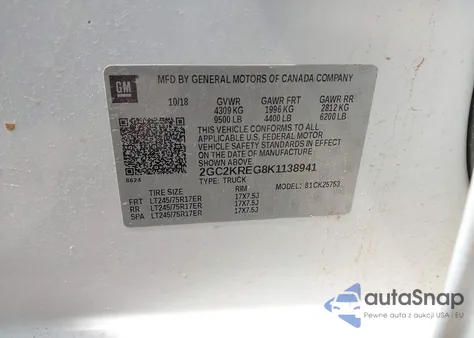 GM
MFD BY GENERAL MOTORS OF CANADA COMPANY
10/18 GVWR GAWR FRT GAWR RR
4309 KG 1996 KG 2812 KG
9500 LB 4400 LB 6200 LB
THIS VEHICLE CONFORMS TO ALL
APPLICABLE U.S. FEDERAL MOTOR
VEHICLE SAFETY STANDARDS IN EFFECT
ON THE DATE OF MANUFACTURE
SHOWN ABOVE.
2GC2KREG8K1138941
8624 TYPE: TRUCK MODEL: 81CK25753
TIRE SIZE RIM
FRT LT245/75R17ER 17X7.5J
RR LT245/75R17ER 17X7.5J
SPA LT245/75R17ER 17X7.5J
autoSnap
Pewne auta z aukcji USA i EU